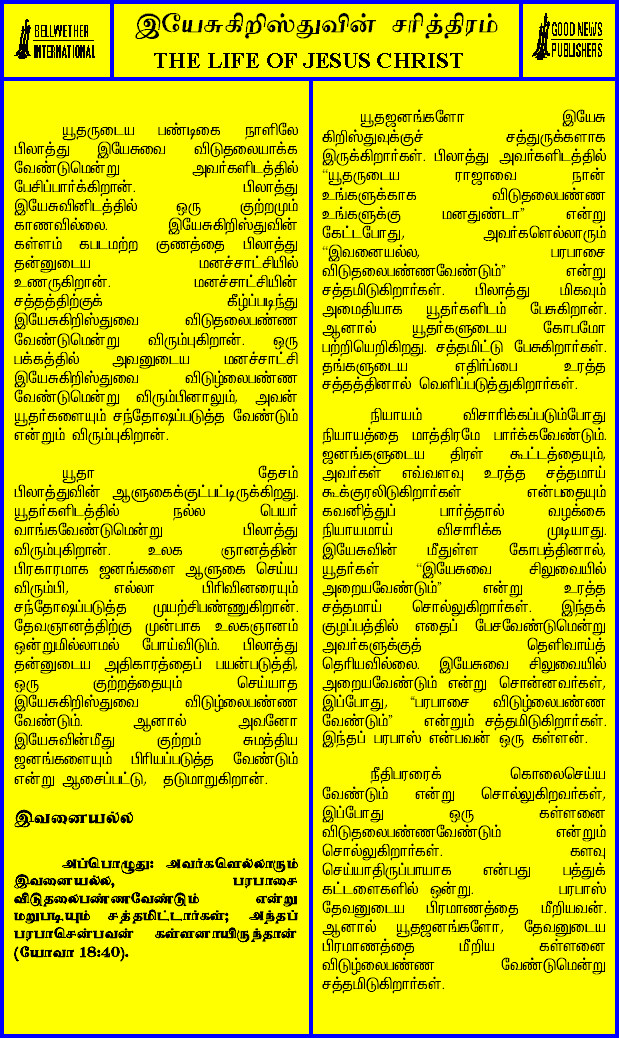 BELLWETHER
INTERNATIONAL
இயேசுகிறிஸ்துவின் சரித்திரம்
THE LIFE OF JESUS CHRIST
GOOD NEWS
PUBLISHERS
யூதருடைய பண்டிகை நாளிலே
பிலாத்து இயேசுவை விடுதலையாக்க
வேண்டுமென்று அவர்களிடத்தில்
பேசிப்பார்க்கிறான். பிலாத்து
இயேசுவினிடத்தில் ஒரு குற்றமும்
காணவில்லை. இயேசுகிறிஸ்துவின்
கள்ளம் கபடமற்ற குணத்தை பிலாத்து
தன்னுடைய மனச்சாட்சியில்
உணருகிறான். மனச்சாட்சியின்
சத்தத்திற்குக் கீழ்ப்படிந்து
இயேசுகிறிஸ்துவை விடுதலைபண்ண
வேண்டுமென்று விரும்புகிறான். ஒரு
பக்கத்தில் அவனுடைய மனச்சாட்சி
இயேசுகிறிஸ்துவை விடுழ்லைபண்ண
வேண்டுமென்று விரும்பினாலும், அவன்
யூதர்களையும் சந்தோஷப்படுத்த வேண்டும்
என்றும் விரும்புகிறான்.
யூதா தேசம்
பிலாத்துவின் ஆளுகைக்குட்பட்டிருக்கிறது.
யூதர்களிடத்தில் நல்ல பெயர்
வாங்கவேண்டுமென்று பிலாத்து
விரும்புகிறான். உலக ஞானத்தின்
பிரகாரமாக ஜனங்களை ஆளுகை செய்ய
விரும்பி, எல்லா பிரிவினரையும்
சந்தோஷப்படுத்த முயற்சிபண்ணுகிறான்.
தேவஞானத்திற்கு முன்பாக உலகஞானம்
ஒன்றுமில்லாமல் போய்விடும். பிலாத்து
தன்னுடைய அதிகாரத்தைப் பயன்படுத்தி,
ஒரு குற்றத்தையும் செய்யாத
இயேசுகிறிஸ்துவை விடுழ்லைபண்ண
வேண்டும். ஆனால் அவனோ
இயேசுவின்மீது குற்றம் சுமத்திய
ஜனங்களையும் பிரியப்படுத்த வேண்டும்
என்று ஆசைப்பட்டு, தடுமாறுகிறான்.
இவனையல்ல
அப்பொழுது: அவர்களெல்லாரும்
இவனையல்ல, பரபாசை
விடுதலைபண்ணவேண்டும் என்று
மறுபடியும் சத்தமிட்டார்கள்; அந்தப்
பரபாசென்பவன் கள்ளனாயிருந்தான்
(யோவா 18:40).
யூதஜனங்களோ இயேசு
கிறிஸ்துவுக்குச் சத்துருக்களாக
இருக்கிறார்கள். பிலாத்து அவர்களிடத்தில்
“யூதருடைய ராஜாவை நான்
உங்களுக்காக விடுதலைபண்ண
உங்களுக்கு மனதுண்டா” என்று
கேட்டபோது, அவர்களெல்லாரும்
“இவனையல்ல, பரபாசை
விடுதலைபண்ணவேண்டும்” என்று
சத்தமிடுகிறார்கள். பிலாத்து மிகவும்
அமைதியாக யூதர்களிடம் பேசுகிறான்.
ஆனால் யூதர்களுடைய கோபமோ
பற்றியெறிகிறது. சத்தமிட்டு பேசுகிறார்கள்.
தங்களுடைய எதிர்ப்பை உரத்த
சத்தத்தினால் வெளிப்படுத்துகிறார்கள்.
நியாயம் விசாரிக்கப்படும்போது
நியாயத்தை மாத்திரமே பார்க்கவேண்டும்.
ஜனங்களுடைய திரள் கூட்டத்தையும்,
அவர்கள் எவ்வளவு உரத்த சத்தமாய்
கூக்குரலிடுகிறார்கள் என்பதையும்
கவனித்துப் பார்த்தால் வழக்கை
நியாயமாய் விசாரிக்க முடியாது.
இயேசுவின் மீதுள்ள கோபத்தினால்,
யூதர்கள் “இயேசுவை சிலுவையில்
அறையவேண்டும்” என்று உரத்த
சத்தமாய் சொல்லுகிறார்கள். இந்தக்
குழப்பத்தில் எதைப் பேசவேண்டுமென்று
அவர்களுக்குத் தெளிவாய்த்
தெரியவில்லை. இயேசுவை சிலுவையில்
அறையவேண்டும் என்று சொன்னவர்கள்,
இப்போது, “பரபாசை விடுழ்லைபண்ண
வேண்டும்” என்றும் சத்தமிடுகிறார்கள்.
இந்தப் பரபாஸ் என்பவன் ஒரு கள்ளன்.
நீதிபரரைக் கொலைசெய்ய
வேண்டும் என்று சொல்லுகிறவர்கள்,
இப்போது ஒரு கள்ளனை
விடுதலைபண்ணவேண்டும் என்றும்
சொல்லுகிறார்கள். களவு
செய்யாதிருப்பாயாக என்பது பத்துக்
கட்டளைகளில் ஒன்று. பரபாஸ்
தேவனுடைய பிரமாணத்தை மீறியவன்.
ஆனால் யூதஜனங்களோ, தேவனுடைய
பிரமாணத்தை மீறிய கள்ளனை
விடுழ்லைபண்ண வேண்டுமென்று
சத்தமிடுகிறார்கள்.